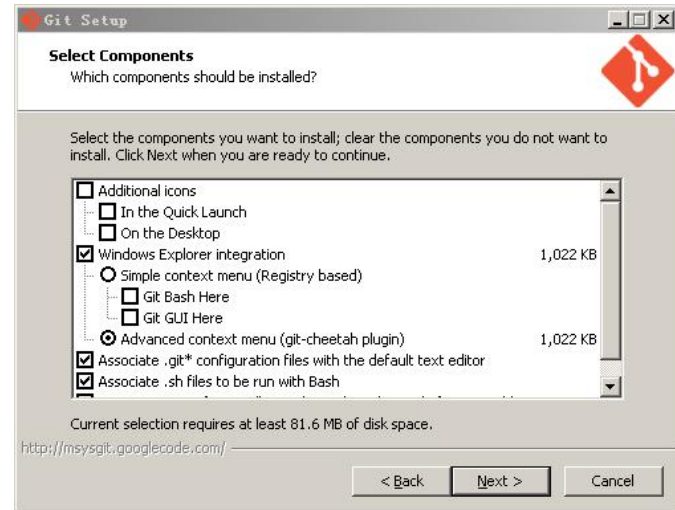 Git Setup
Select Components
Which components should be installed?
Select the components you want to install; clear the components you do not want to
install. Click Next when you are ready to continue.
Additional icons
In the Quick Launch
On the Desktop
Windows Explorer integration 1,022 KB
Simple context menu (Registry based)
Git Bash Here
Git GUI Here
Advanced context menu (git-cheetah plugin) 1,022 KB
Associate .git* configuration files with the default text editor
Associate .sh files to be run with Bash
Current selection requires at least 81.6 MB of disk space.
http://msysgit.googlecode.com/
< Back Next > Cancel